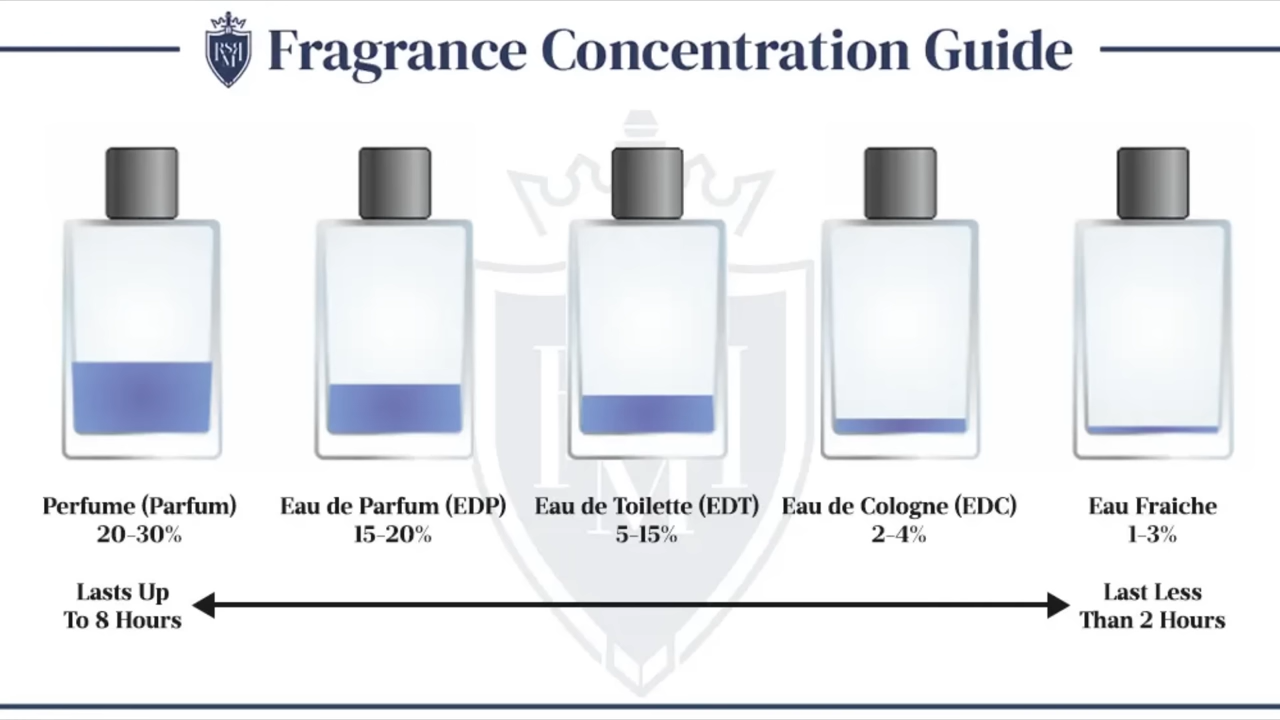 Fragrance Concentration Guide
Perfume (Parfum)
20-30%
Eau de Parfum (EDP)
15-20%
Eau de Toilette (EDT)
5-15%
Eau de Cologne (EDC)
2-4%
Eau Fraiche
1-3%
Lasts Up
To 8 Hours
Last Less
Than 2 Hours